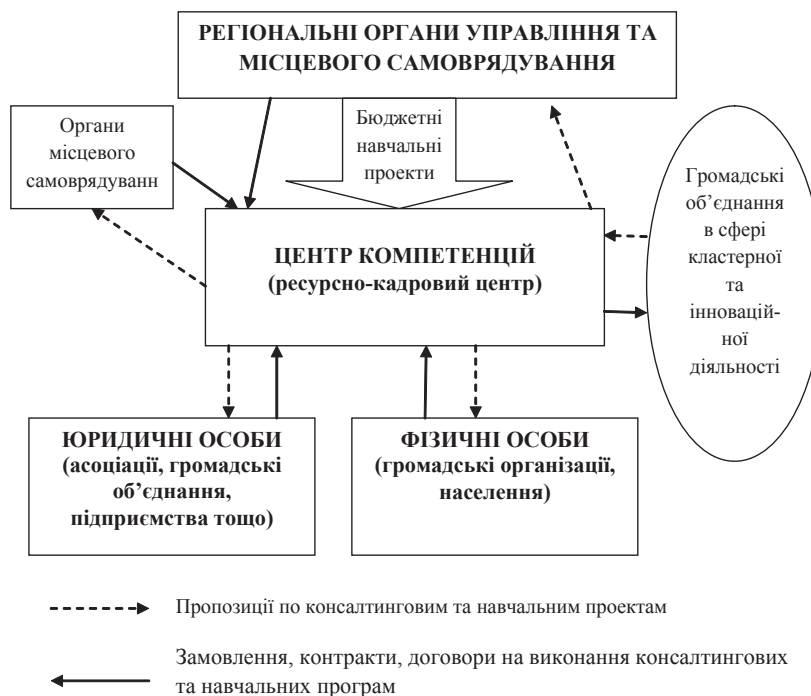 РЕГІОНАЛЬНІ ОРГАНИ УПРАВЛІННЯ ТА
МІСЦЕВОГО САМОВРЯДУВАННЯ
Органи
місцевого
самоврядуванн
Бюджетні
навчальні
проекти
Громадські
об’єднання
в сфері
кластерної
та
інновацій-
ної
діяльності
ЦЕНТР КОМПЕТЕНЦІЙ
(ресурсно-кадровий центр)
ЮРИДИЧНІ ОСОБИ
(асоціації, громадські
об’єднання,
підприємства тощо)
ФІЗИЧНІ ОСОБИ
(громадські організації,
населення)
Пропозиції по консалтинговим та навчальним проектам
Замовлення, контракти, договори на виконання консалтингових
та навчальних програм